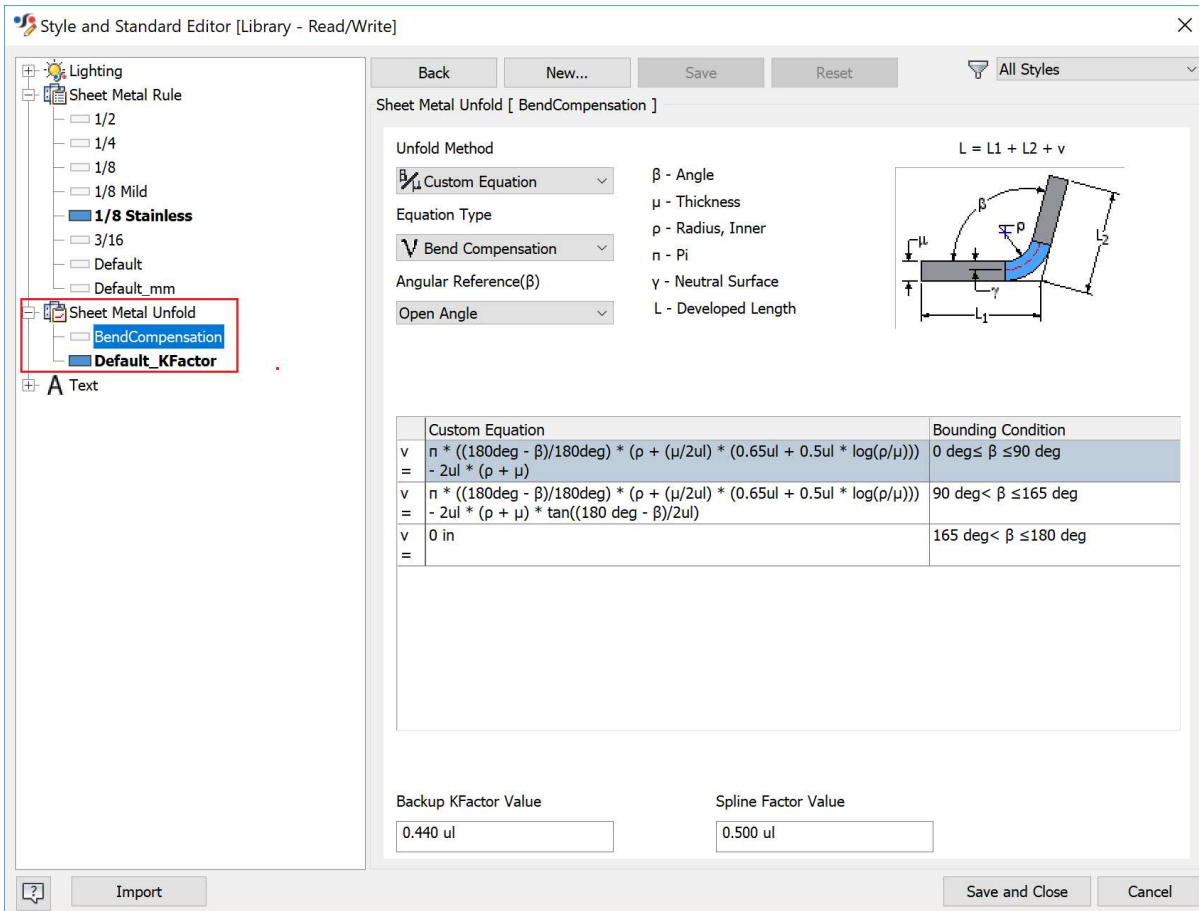 Style and Standard Editor [Library - Read/Write]
Lighting
Sheet Metal Rule
1/2
1/4
1/8
1/8 Mild
1/8 Stainless
3/16
Default
Default_mm
Sheet Metal Unfold
BendCompensation
Default_KFactor
A Text
Back
New...
Save
Reset
All Styles
Sheet Metal Unfold [ BendCompensation ]
Unfold Method
β/μ Custom Equation
Equation Type
V Bend Compensation
Angular Reference(β)
Open Angle
β - Angle
μ - Thickness
ρ - Radius, Inner
п - Pi
γ - Neutral Surface
L - Developed Length
L = L1 + L2 + v
β
μ
ρ
L2
γ
L1
Custom Equation
Bounding Condition
v = п * ((180deg - β)/180deg) * (ρ + (μ/2ul) * (0.65ul + 0.5ul * log(ρ/μ)))
- 2ul * (ρ + μ)
0 deg≤ β ≤90 deg
v = п * ((180deg - β)/180deg) * (ρ + (μ/2ul) * (0.65ul + 0.5ul * log(ρ/μ)))
- 2ul * (ρ + μ) * tan((180 deg - β)/2ul)
90 deg< β ≤165 deg
v = 0 in
165 deg< β ≤180 deg
Backup KFactor Value
0.440 ul
Spline Factor Value
0.500 ul
?
Import
Save and Close
Cancel